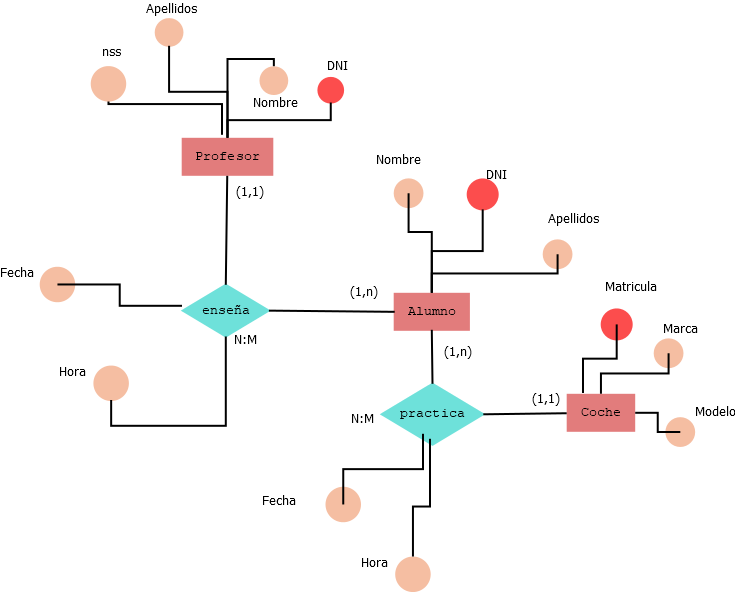 Apellidos
nss
DNI
Nombre
Profesor
(1,1)
Nombre
DNI
Apellidos
Fecha
(1,n)
enseña
Alumno
Matricula
N:M
Marca
(1,n)
Hora
(1,1)
practica
Coche
Modelo
N:M
Fecha
Hora